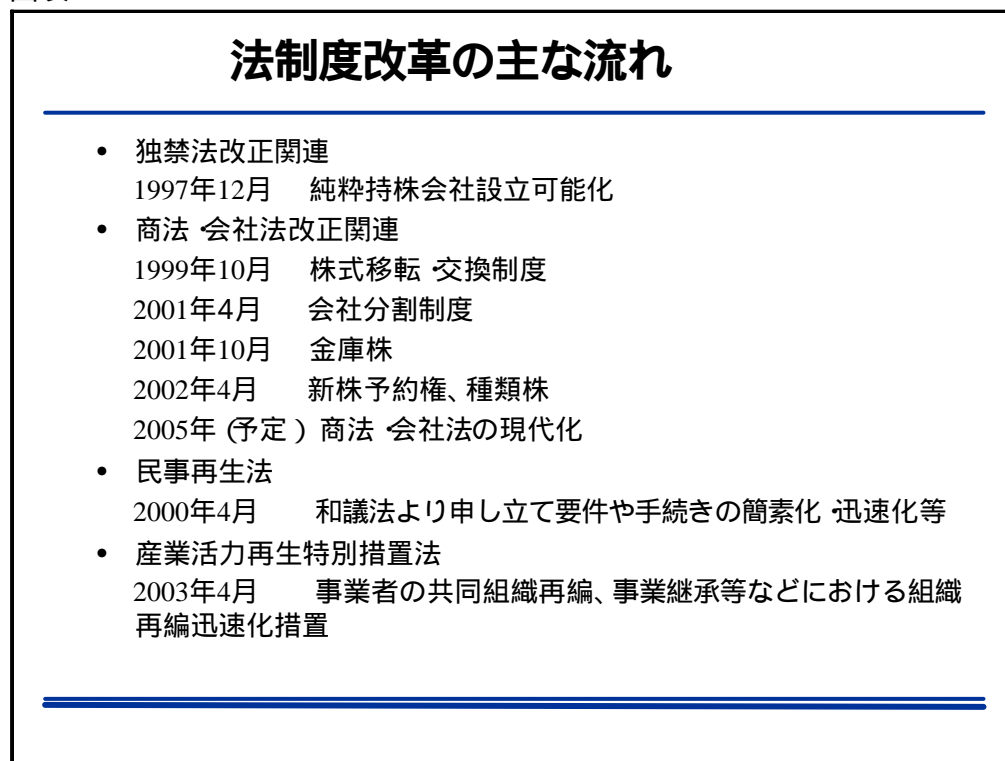 法制度改革の主な流れ
• 独禁法改正関連
1997年12月 純粋持株会社設立可能化
• 商法・会社法改正関連
1999年10月 株式移転・交換制度
2001年4月 会社分割制度
2001年10月 金庫株
2002年4月 新株予約権、種類株
2005年(予定) 商法・会社法の現代化
• 民事再生法
2000年4月 和議法より申し立て要件や手続きの簡素化・迅速化等
• 産業活力再生特別措置法
2003年4月 事業者の共同組織再編、事業継承等などにおける組織
再編迅速化措置